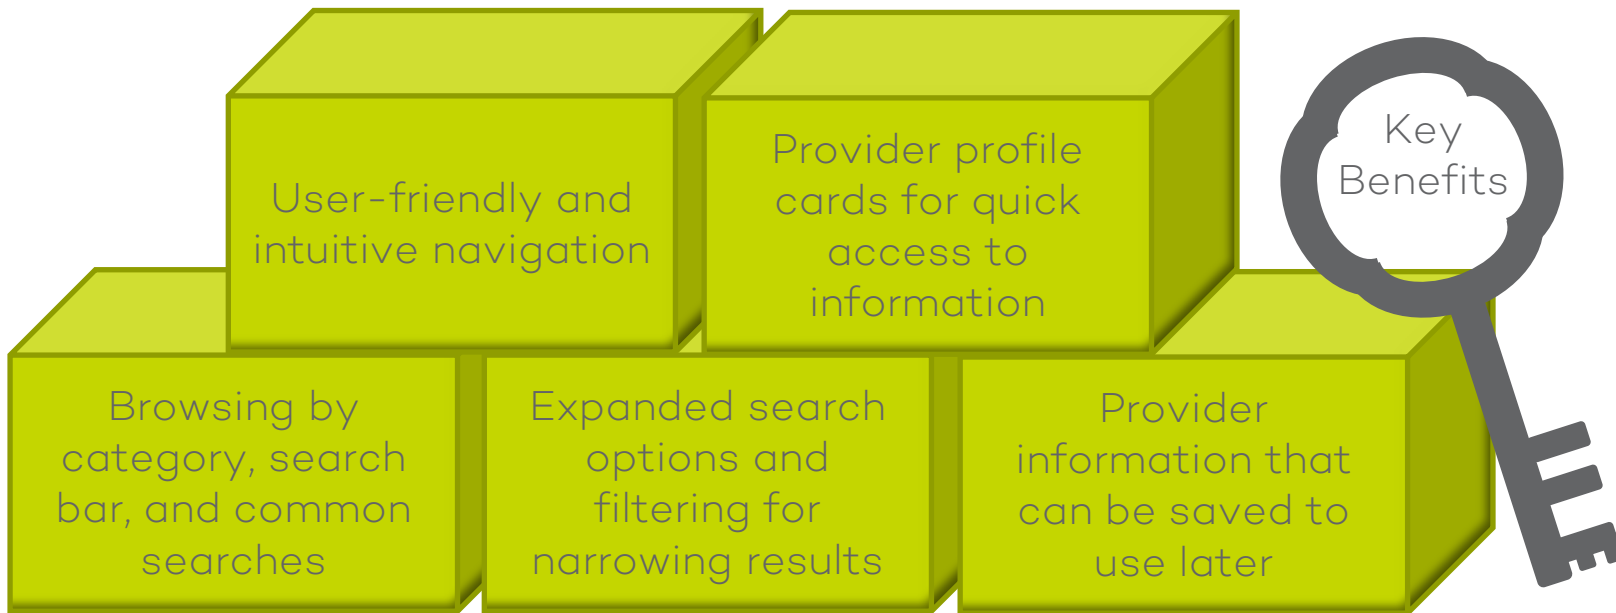 User-friendly and
intuitive navigation
Provider profile
cards for quick
access to
information
Key
Benefits
Browsing by
category, search
bar, and common
searches
Expanded search
options and
filtering for
narrowing results
Provider
information that
can be saved to
use later